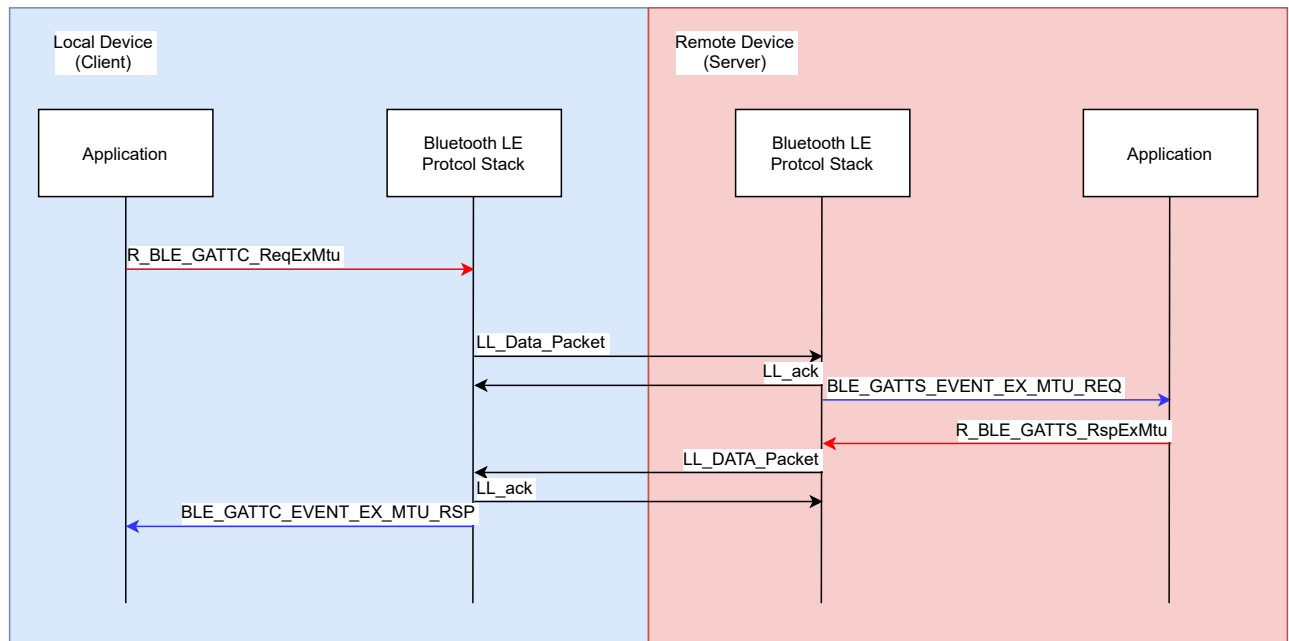 Local Device
(Client)
Remote Device
(Server)
Application
Bluetooth LE
Protcol Stack
Bluetooth LE
Protcol Stack
Application
R_BLE_GATTC_ReqExMtu
LL_Data_Packet
LL_ack
BLE_GATTS_EVENT_EX_MTU_REQ
R_BLE_GATTS_RspExMtu
LL_DATA_Packet
LL_ack
BLE_GATTC_EVENT_EX_MTU_RSP